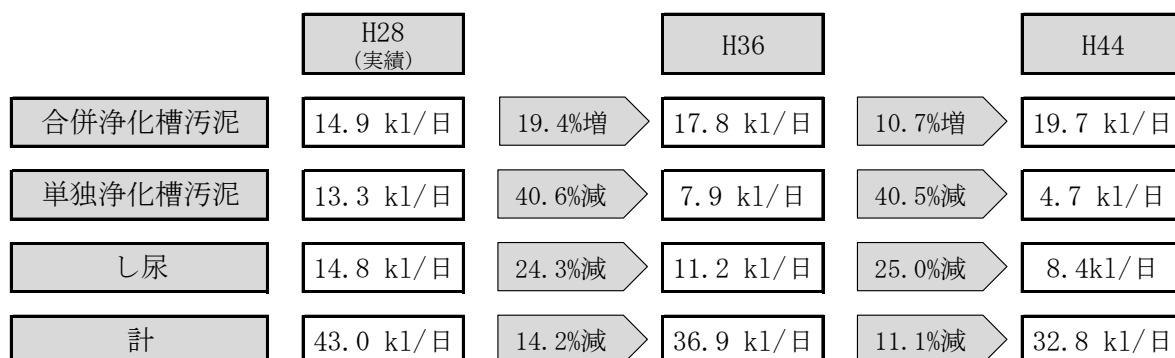 H28
(実績)
H36
H44
合併浄化槽汚泥 14.9 kl/日 19.4%増 17.8 kl/日 10.7%増 19.7 kl/日
単独浄化槽汚泥 13.3 kl/日 40.6%減 7.9 kl/日 40.5%減 4.7 kl/日
し尿 14.8 kl/日 24.3%減 11.2 kl/日 25.0%減 8.4kl/日
計 43.0 kl/日 14.2%減 36.9 kl/日 11.1%減 32.8 kl/日